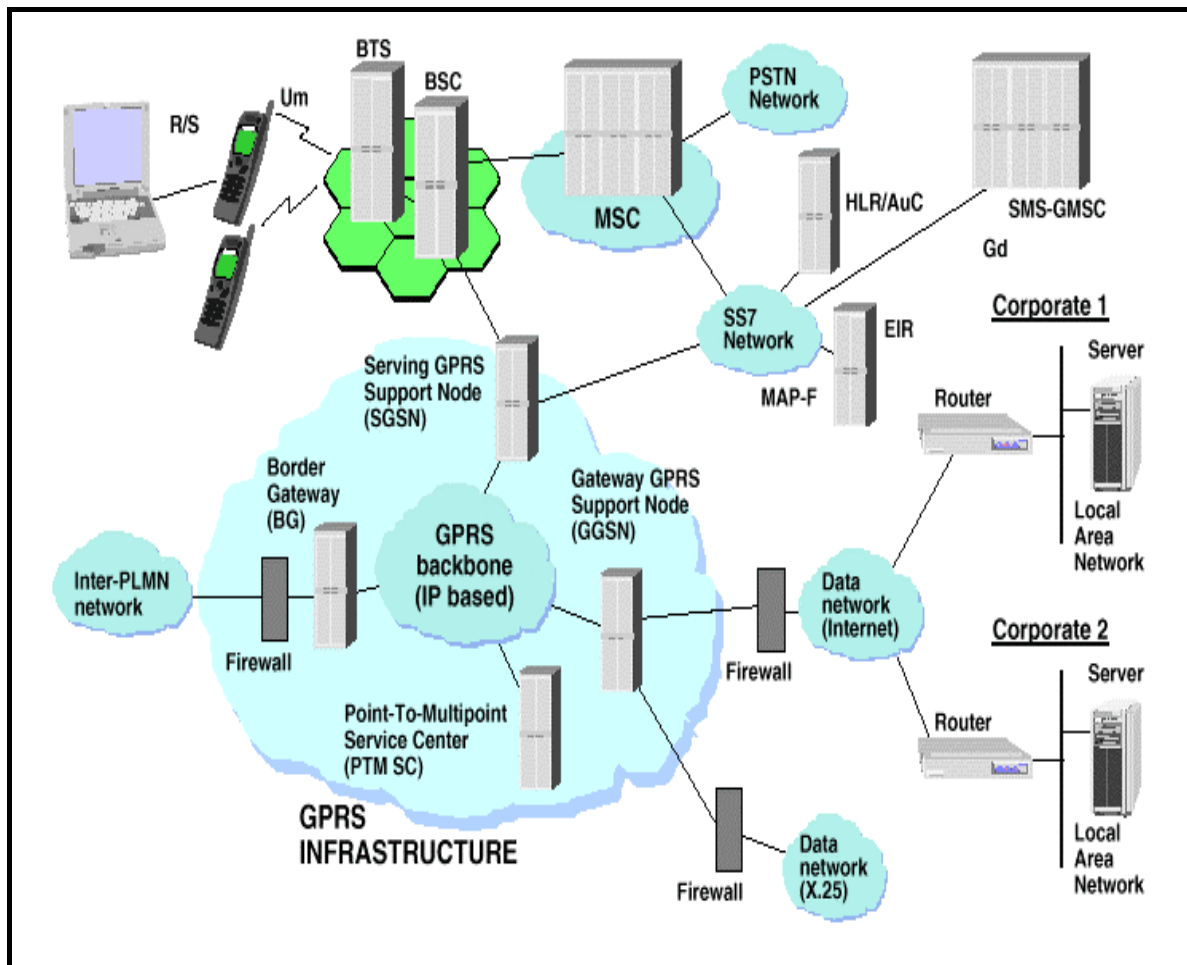 BTS
BSC
Um
R/S
PSTN
Network
MSC
HLR/AuC
SMS-GMSC
Gd
SS7
Network
EIR
MAP-F
Corporate 1
Server
Router
Local
Area
Network
Serving GPRS
Support Node
(SGSN)
Border
Gateway
(BG)
Gateway GPRS
Support Node
(GGSN)
GPRS
backbone
(IP based)
Inter-PLMN
network
Firewall
Data
network
(Internet)
Firewall
Corporate 2
Server
Router
Local
Area
Network
Point-To-Multipoint
Service Center
(PTM SC)
GPRS
INFRASTRUCTURE
Firewall
Data
network
(X.25)